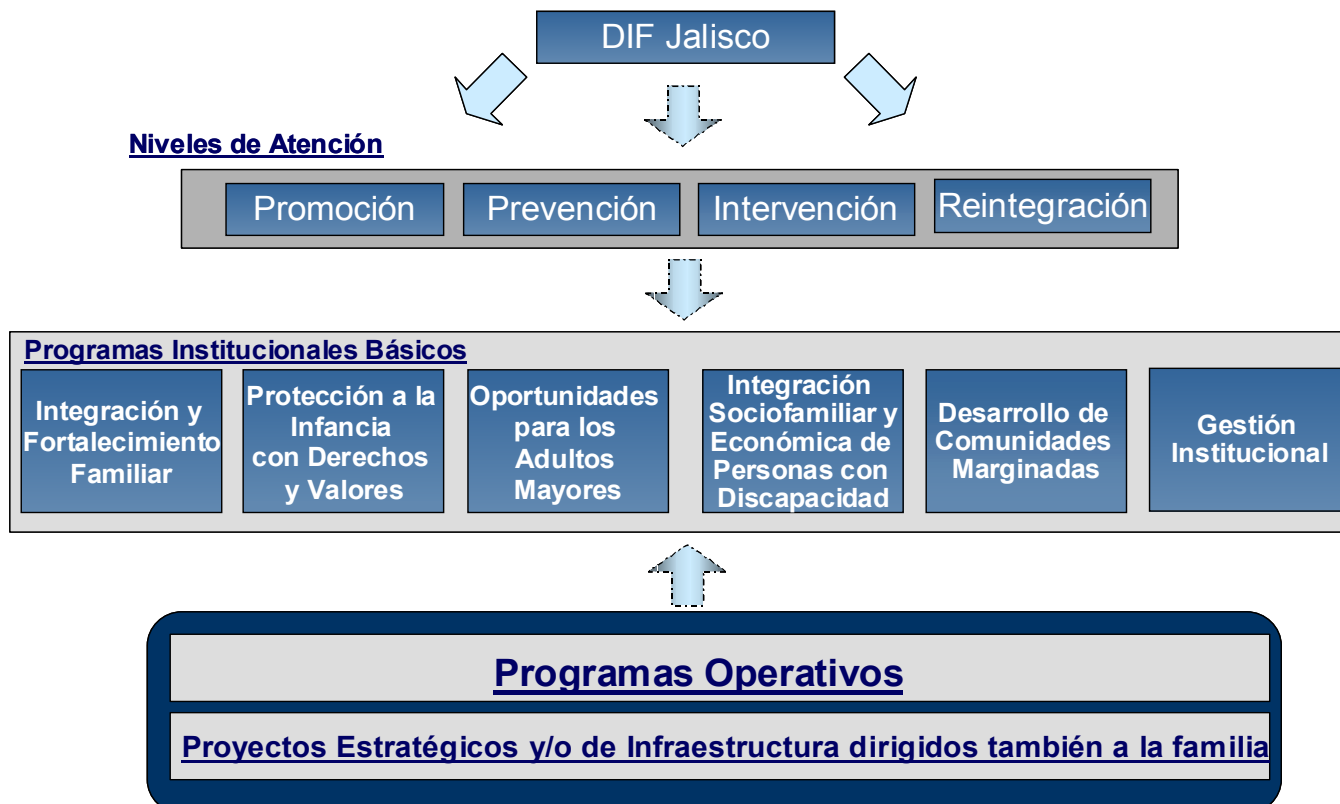 DIF Jalisco
Niveles de Atención
Promoción
Prevención
Intervención
Reintegración
Programas Institucionales Básicos
Integración y
Fortalecimiento
Familiar
Protección a la
Infancia
con Derechos
y Valores
Oportunidades
para los
Adultos
Mayores
Integración
Sociofamiliar y
Económica de
Personas con
Discapacidad
Desarrollo de
Comunidades
Marginadas
Gestión
Institucional
Programas Operativos
Proyectos Estratégicos y/o de Infraestructura dirigidos también a la familia